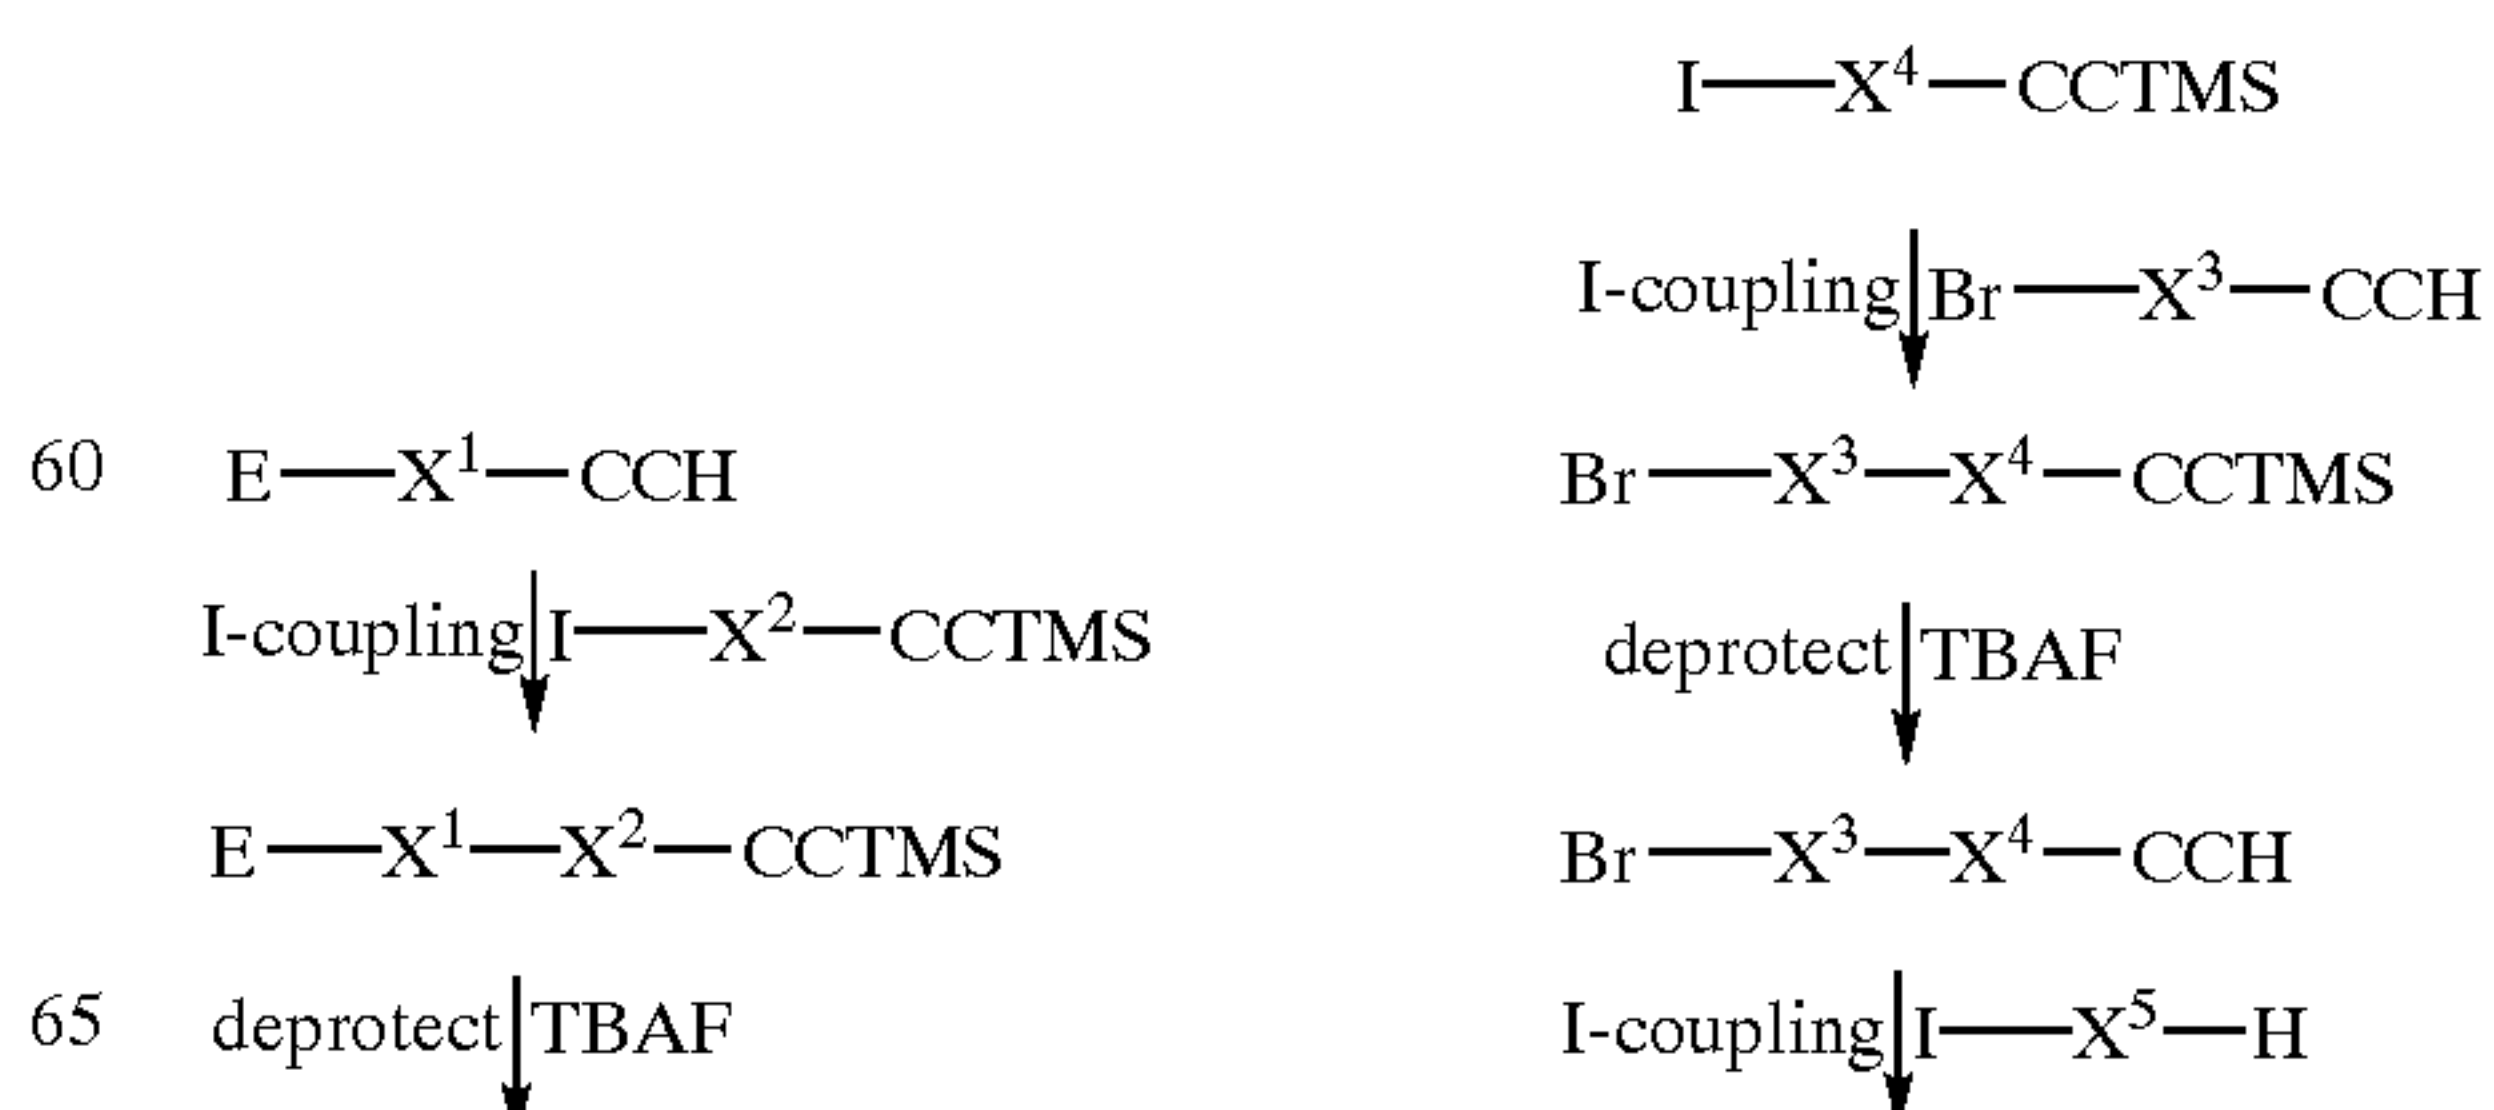 I—X⁴—CCTMS
I-coupling Br—X³—CCH
60 E—X¹—CCH Br—X³—X⁴—CCTMS
I-coupling I—X²—CCTMS deprotect TBAF
E—X¹—X²—CCTMS Br—X³—X⁴—CCH
65 deprotect TBAF I-coupling I—X⁵—H